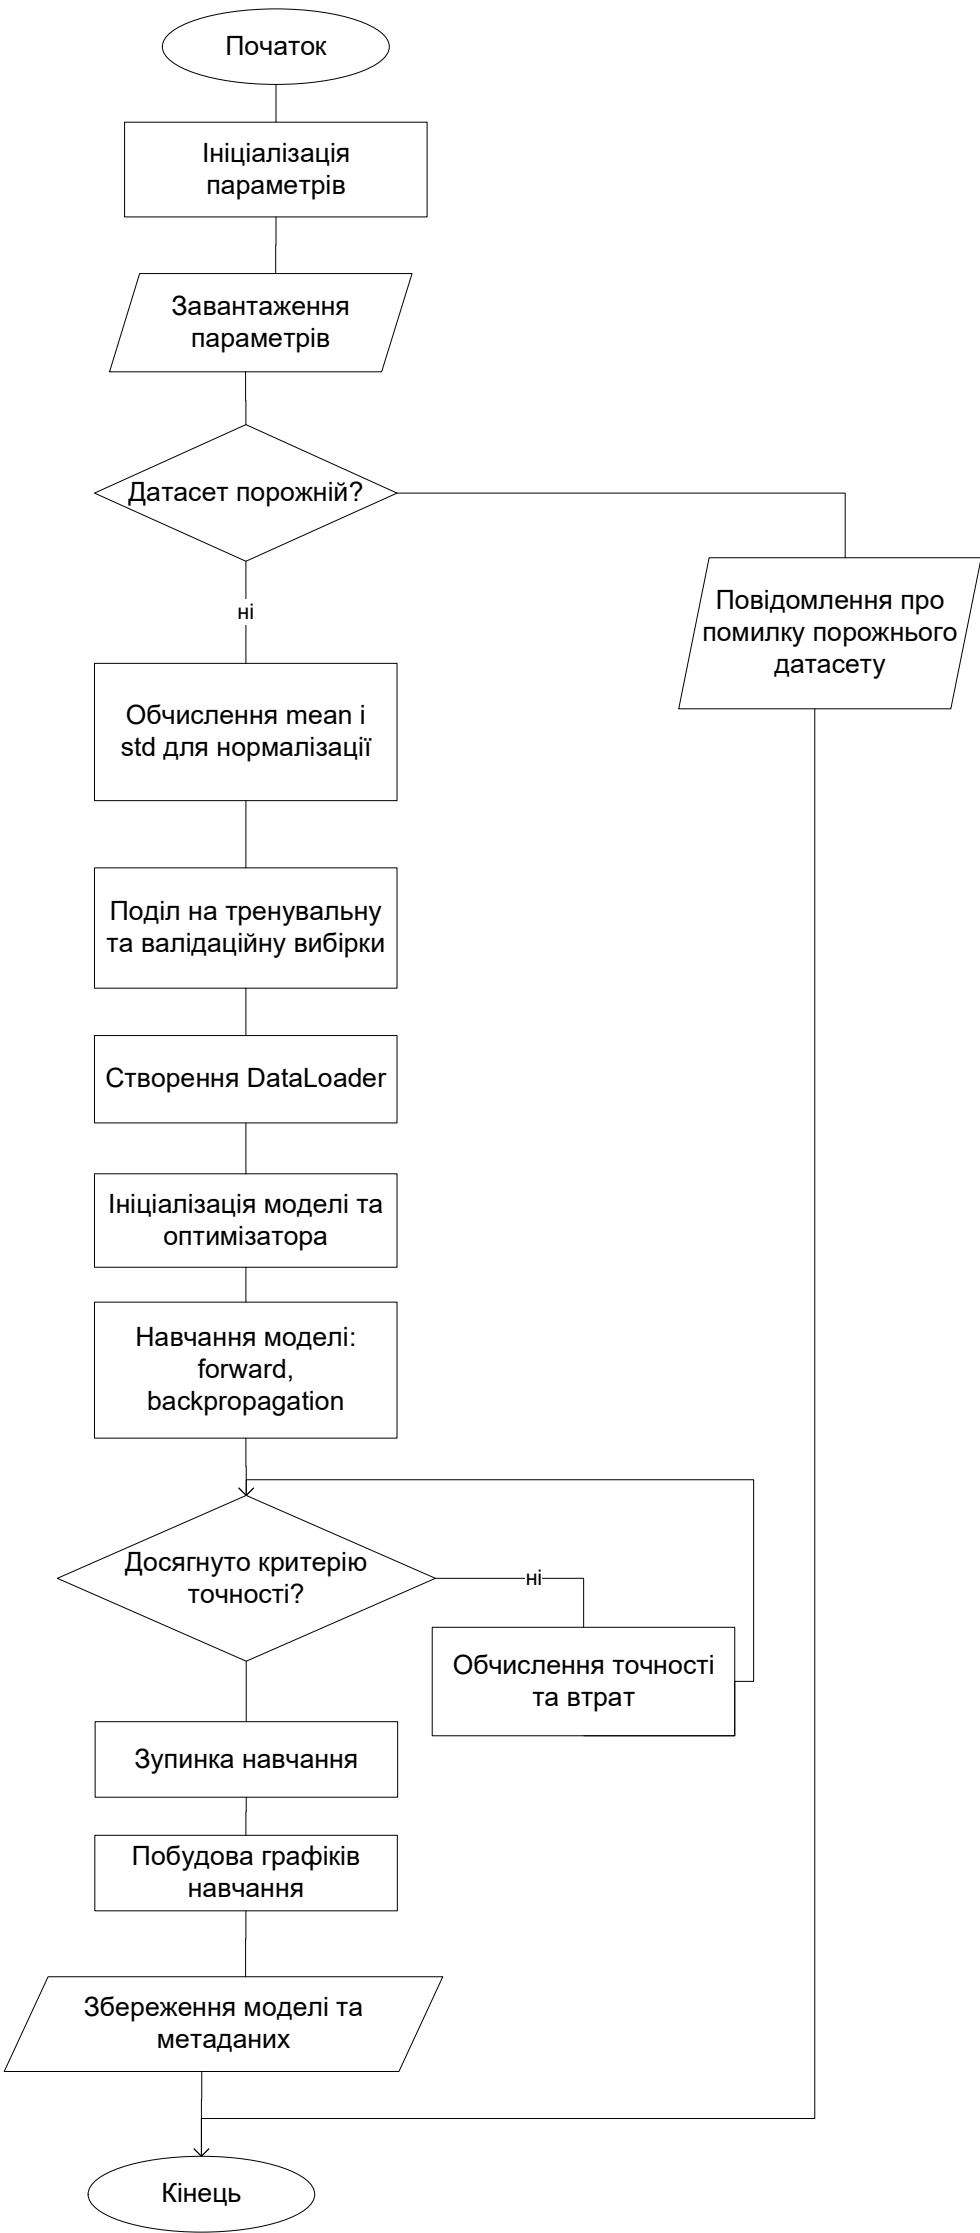 Початок
Ініціалізація
параметрів
Завантаження
параметрів
Датасет порожній?
ні
Повідомлення про
помилку порожнього
датасету
Обчислення mean і
std для нормалізації
Поділ на тренувальну
та валідаційну вибірки
Створення DataLoader
Ініціалізація моделі та
оптимізатора
Навчання моделі:
forward,
backpropagation
Досягнуто критерію
точності?
ні
Обчислення точності
та втрат
Зупинка навчання
Побудова графіків
навчання
Збереження моделі та
метаданих
Кінець